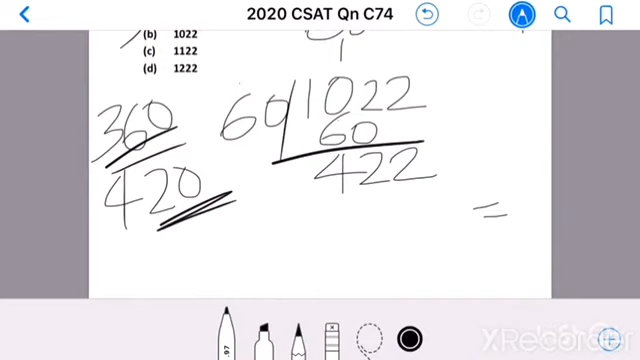 2020 CSAT Qn C74
(b) 1022
(c) 1122
(d) 1222
360
420
60 1022
60
422
=
.97
XRecorder